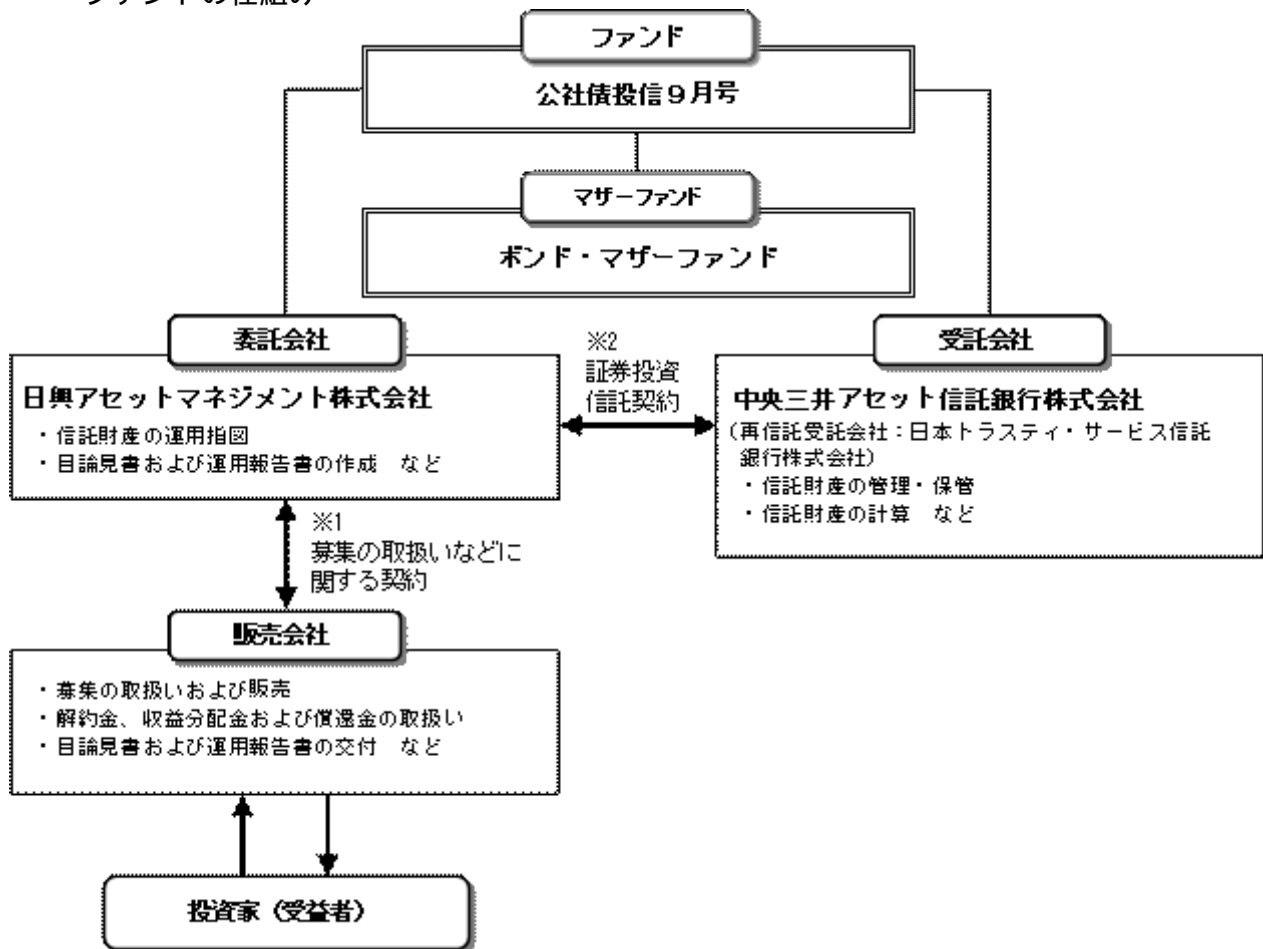 ファンドの仕組み
ファンド
公社債投信9月号
マザーファンド
ボンド・マザーファンド
委託会社
日興アセットマネジメント株式会社
・信託財産の運用指図
・目論見書および運用報告書の作成 など
※2
証券投資
信託契約
受託会社
中央三井アセット信託銀行株式会社
(再信託受託会社:日本トラスティ・サービス信託
銀行株式会社)
・信託財産の管理・保管
・信託財産の計算 など
※1
募集の取扱いなどに
関する契約
販売会社
・募集の取扱いおよび販売
・解約金、収益分配金および償還金の取扱い
・目論見書および運用報告書の交付 など
投資家(受益者)